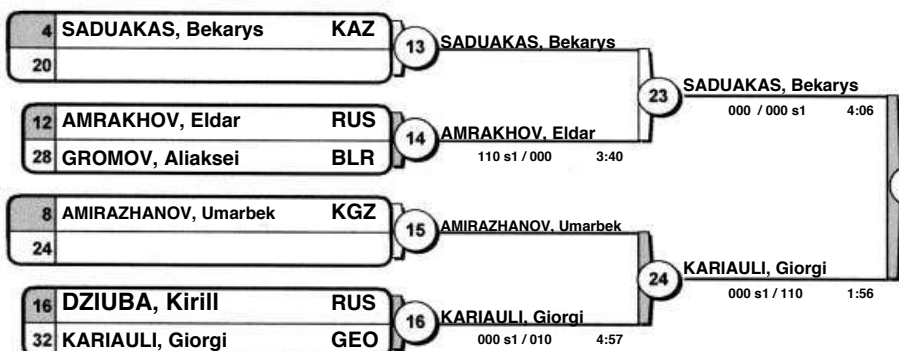 4 SADUAKAS, Bekarys KAZ
20
13
SADUAKAS, Bekarys
12 AMRAKHOV, Eldar RUS
28 GROMOV, Aliaksei BLR
14
AMRAKHOV, Eldar
110 s1 / 000 3:40
23
SADUAKAS, Bekarys
000 / 000 s1 4:06
8 AMIRAZHANOV, Umarbek KGZ
24
15
AMIRAZHANOV, Umarbek
16 DZIUBA, Kirill RUS
32 KARIAULI, Giorgi GEO
16
KARIAULI, Giorgi
000 s1 / 010 4:57
24
KARIAULI, Giorgi
000 s1 / 110 1:56